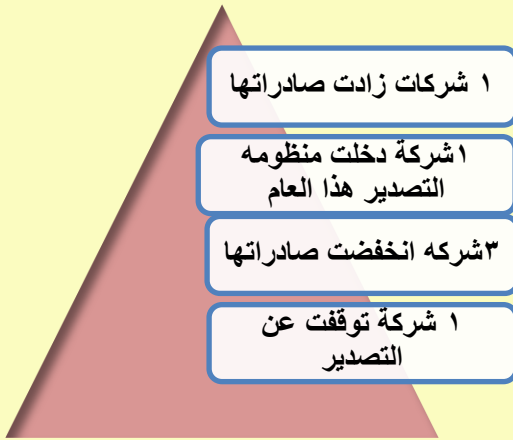 ١ شركات زادت صادراتها
١شركة دخلت منظومه
التصدير هذا العام
٣شركه انخفضت صادراتها
١ شركة توقفت عن
التصدير